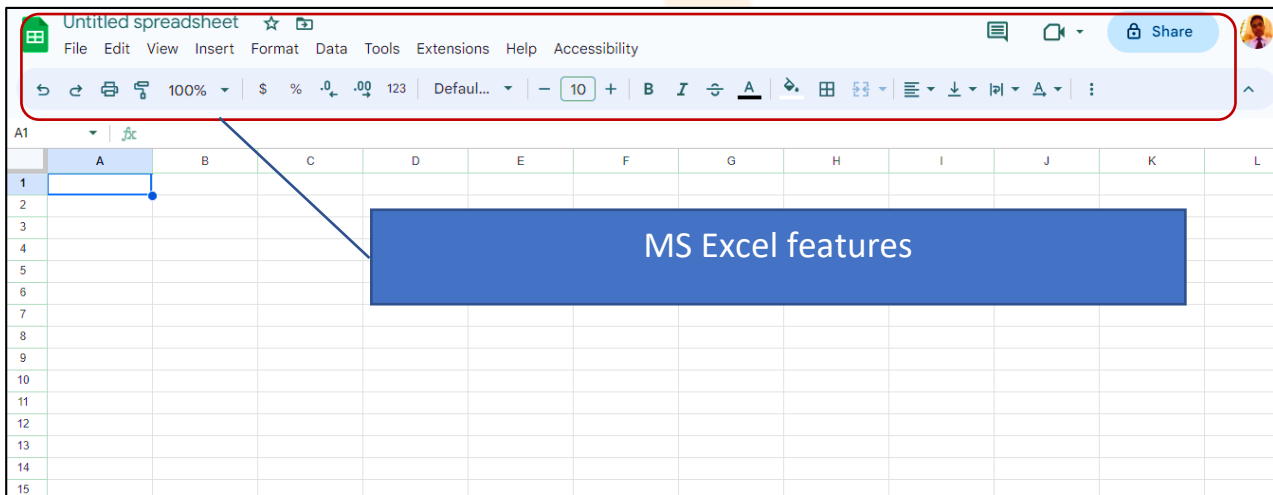 Untitled spreadsheet
File Edit View Insert Format Data Tools Extensions Help Accessibility
Share
100% $ % .0 .00 123 Defaul... − 10 + B I S A A
A1 fx
A B C D E F G H I J K L
1
2
3
4
5
6
7
8
9
10
11
12
13
14
15
MS Excel features